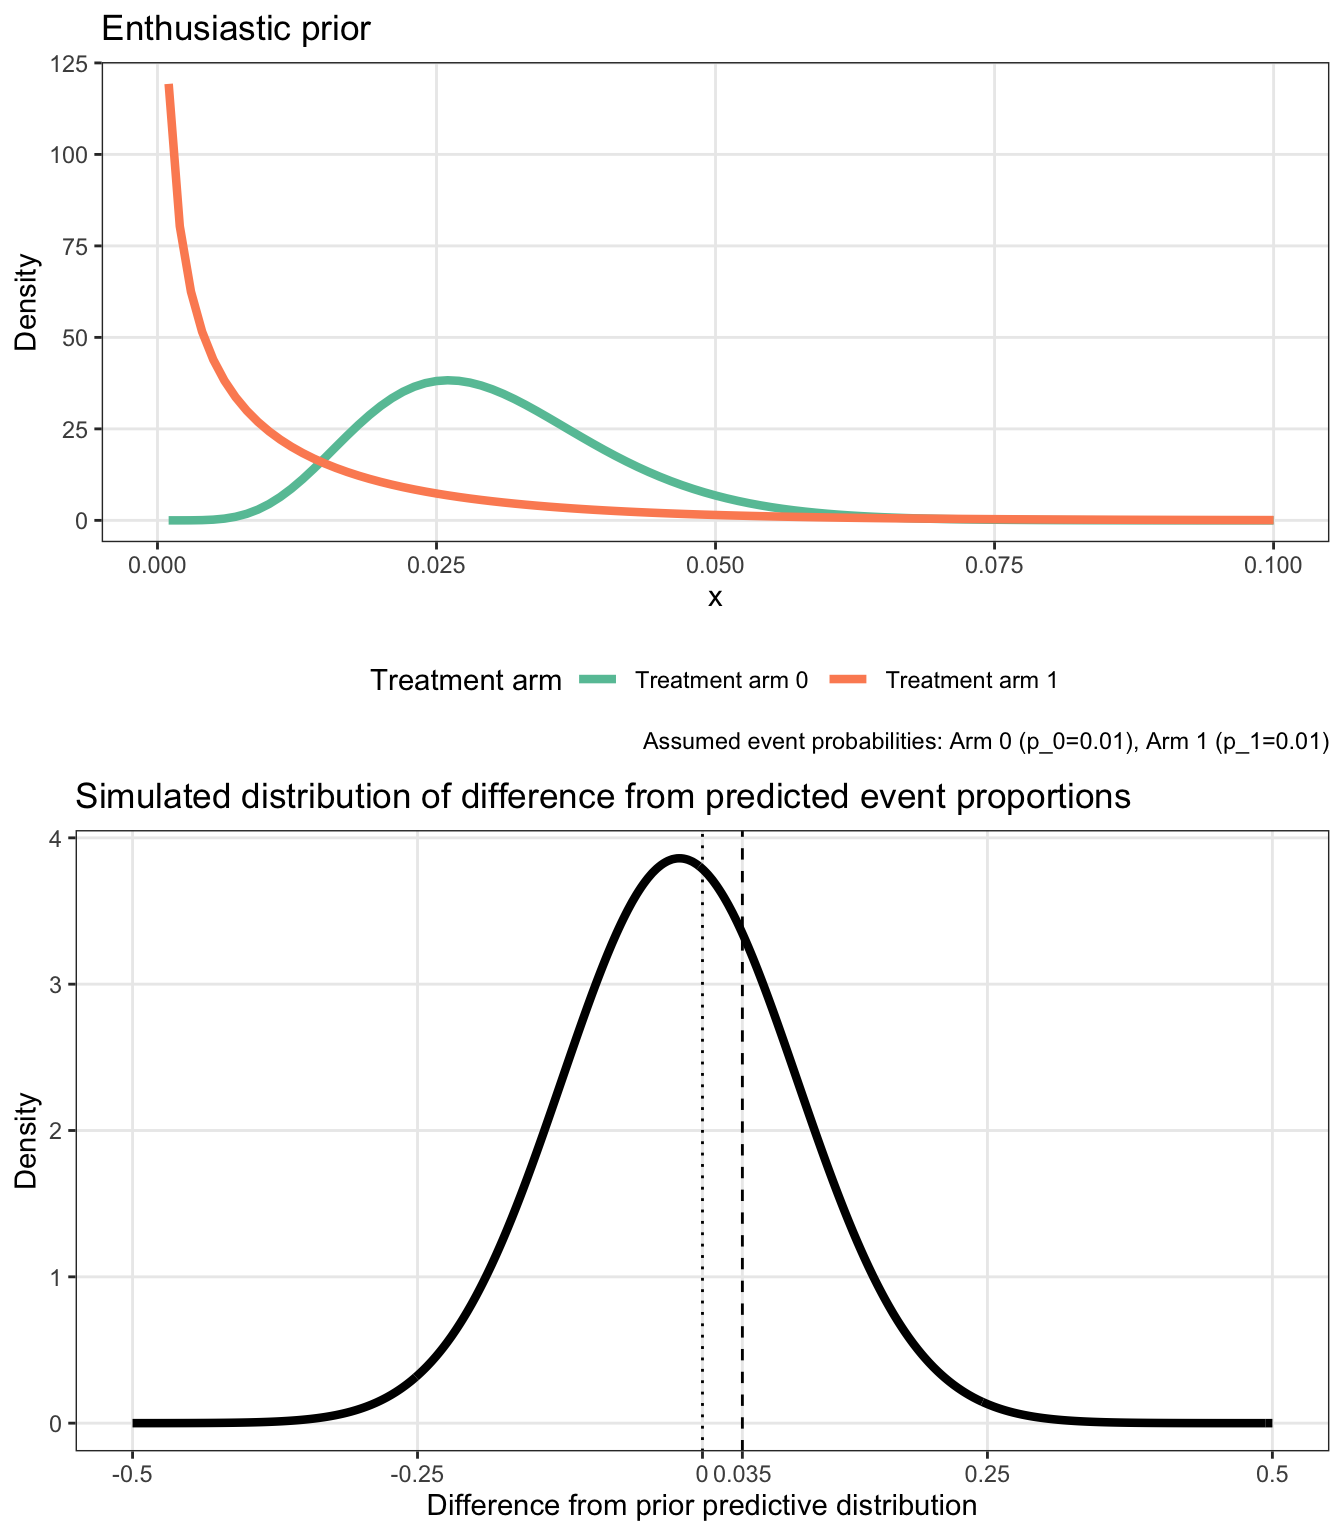 Enthusiastic prior
125
100
75
50
25
0
Density
0.000 0.025 0.050 0.075 0.100
x
Treatment arm Treatment arm 0 Treatment arm 1
Assumed event probabilities: Arm 0 (p_0=0.01), Arm 1 (p_1=0.01)
Simulated distribution of difference from predicted event proportions
4
3
2
1
0
Density
-0.5 -0.25 0 0.035 0.25 0.5
Difference from prior predictive distribution